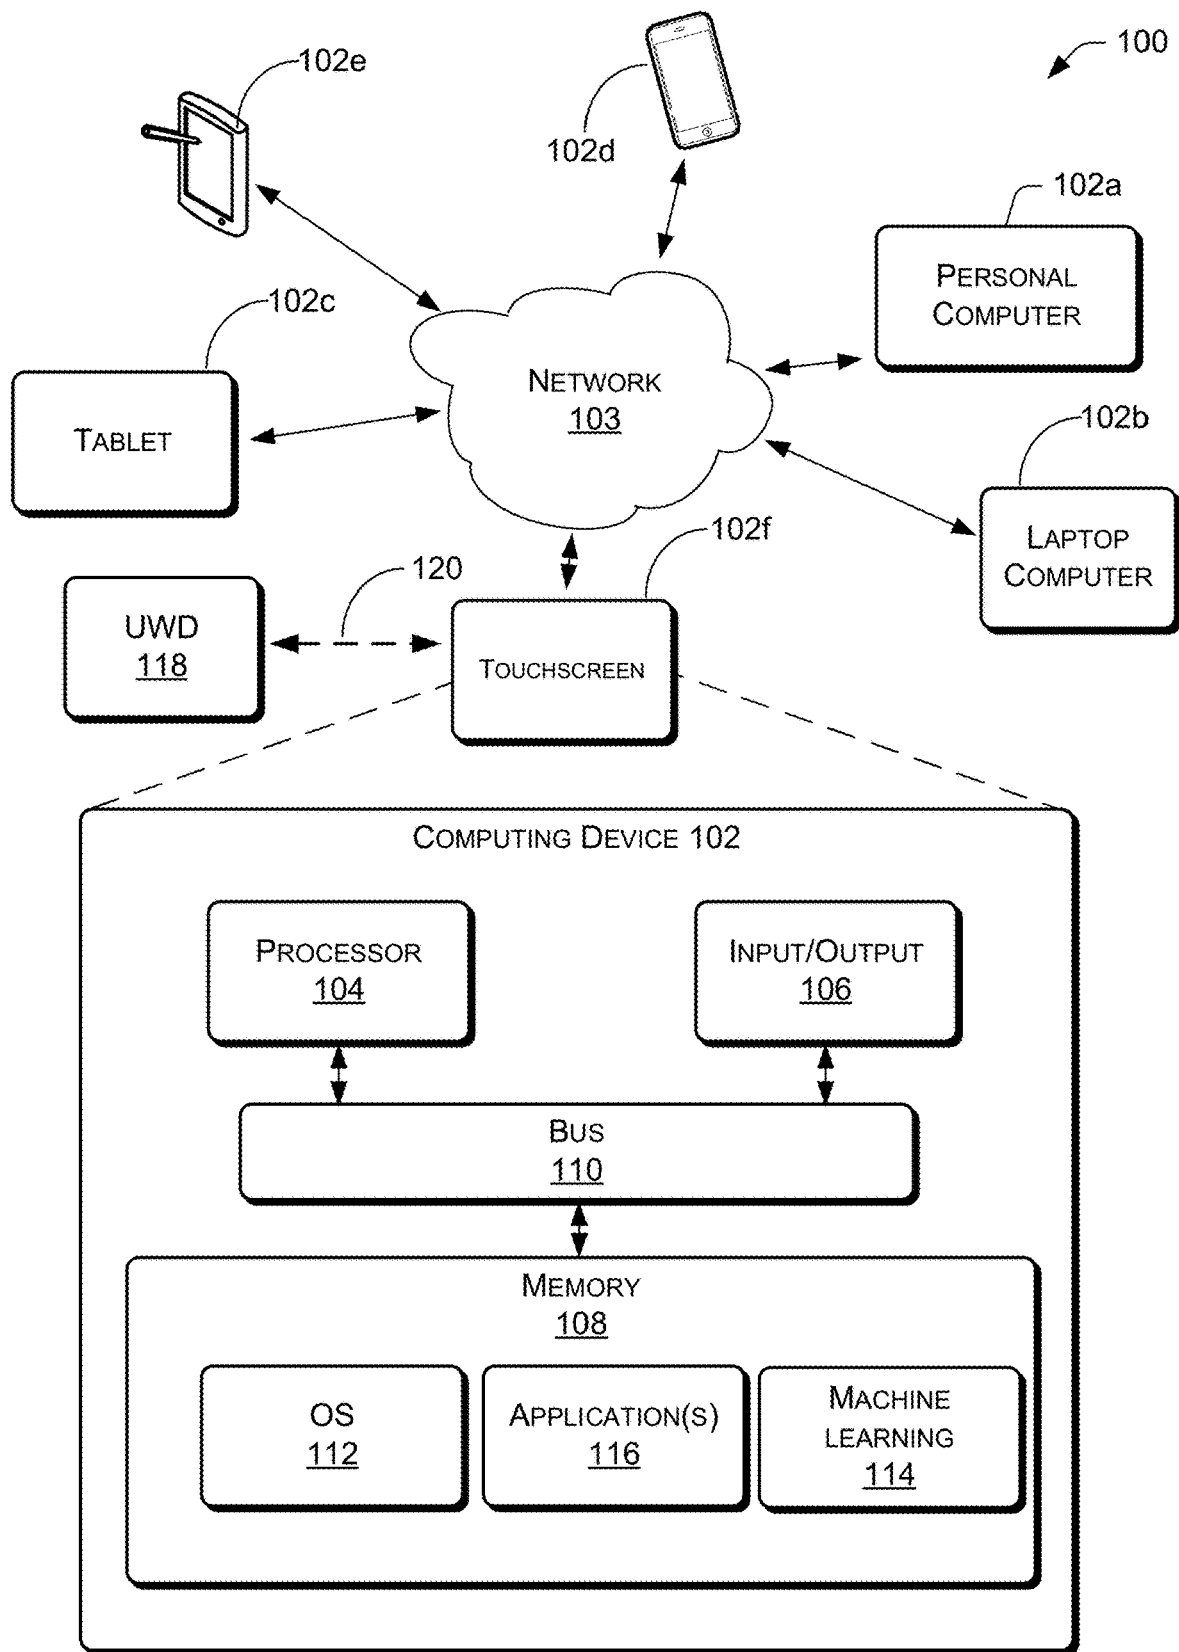 100
102e
102d
102a
PERSONAL
COMPUTER
102c
NETWORK
103
TABLET
102b
LAPTOP
COMPUTER
102f
120
UWD
118
TOUCHSCREEN
COMPUTING DEVICE 102
PROCESSOR
104
INPUT/OUTPUT
106
BUS
110
MEMORY
108
OS
112
APPLICATION(S)
116
MACHINE
LEARNING
114